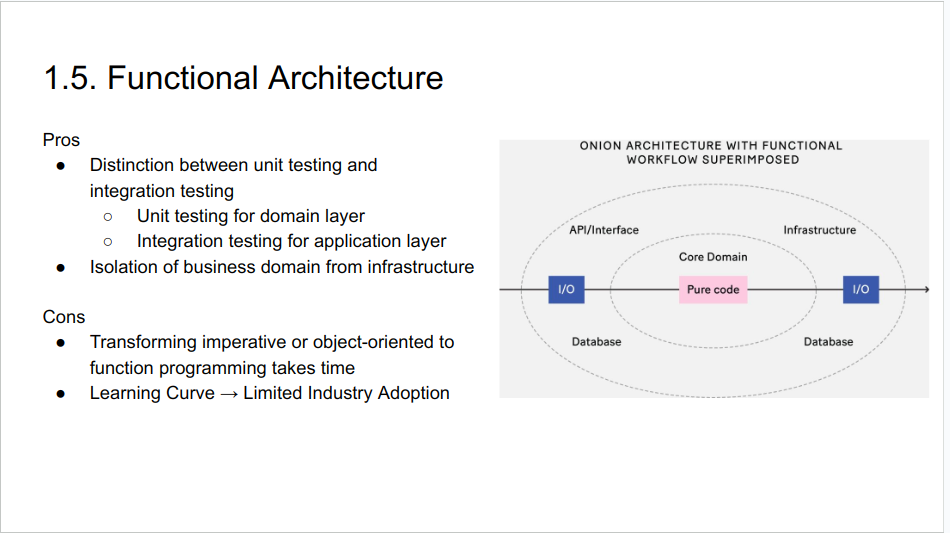 1.5. Functional Architecture
Pros
● Distinction between unit testing and
integration testing
○ Unit testing for domain layer
○ Integration testing for application layer
● Isolation of business domain from infrastructure
Cons
● Transforming imperative or object-oriented to
function programming takes time
● Learning Curve → Limited Industry Adoption
ONION ARCHITECTURE WITH FUNCTIONAL
WORKFLOW SUPERIMPOSED
API/Interface
Infrastructure
Core Domain
I/O
Pure code
I/O
Database
Database